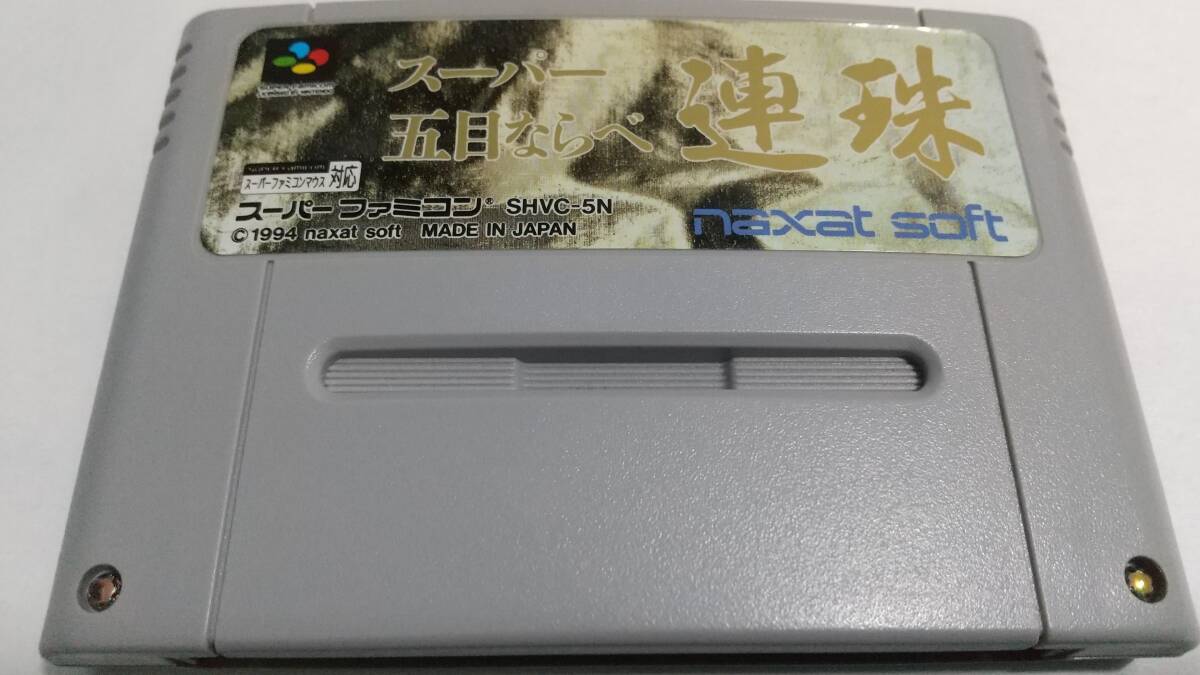 スーパー
五目ならべ
連珠
スーパーファミコンマウス 対応
スーパーファミコン® SHVC-5N
© 1994 naxat soft MADE IN JAPAN
naxat soft